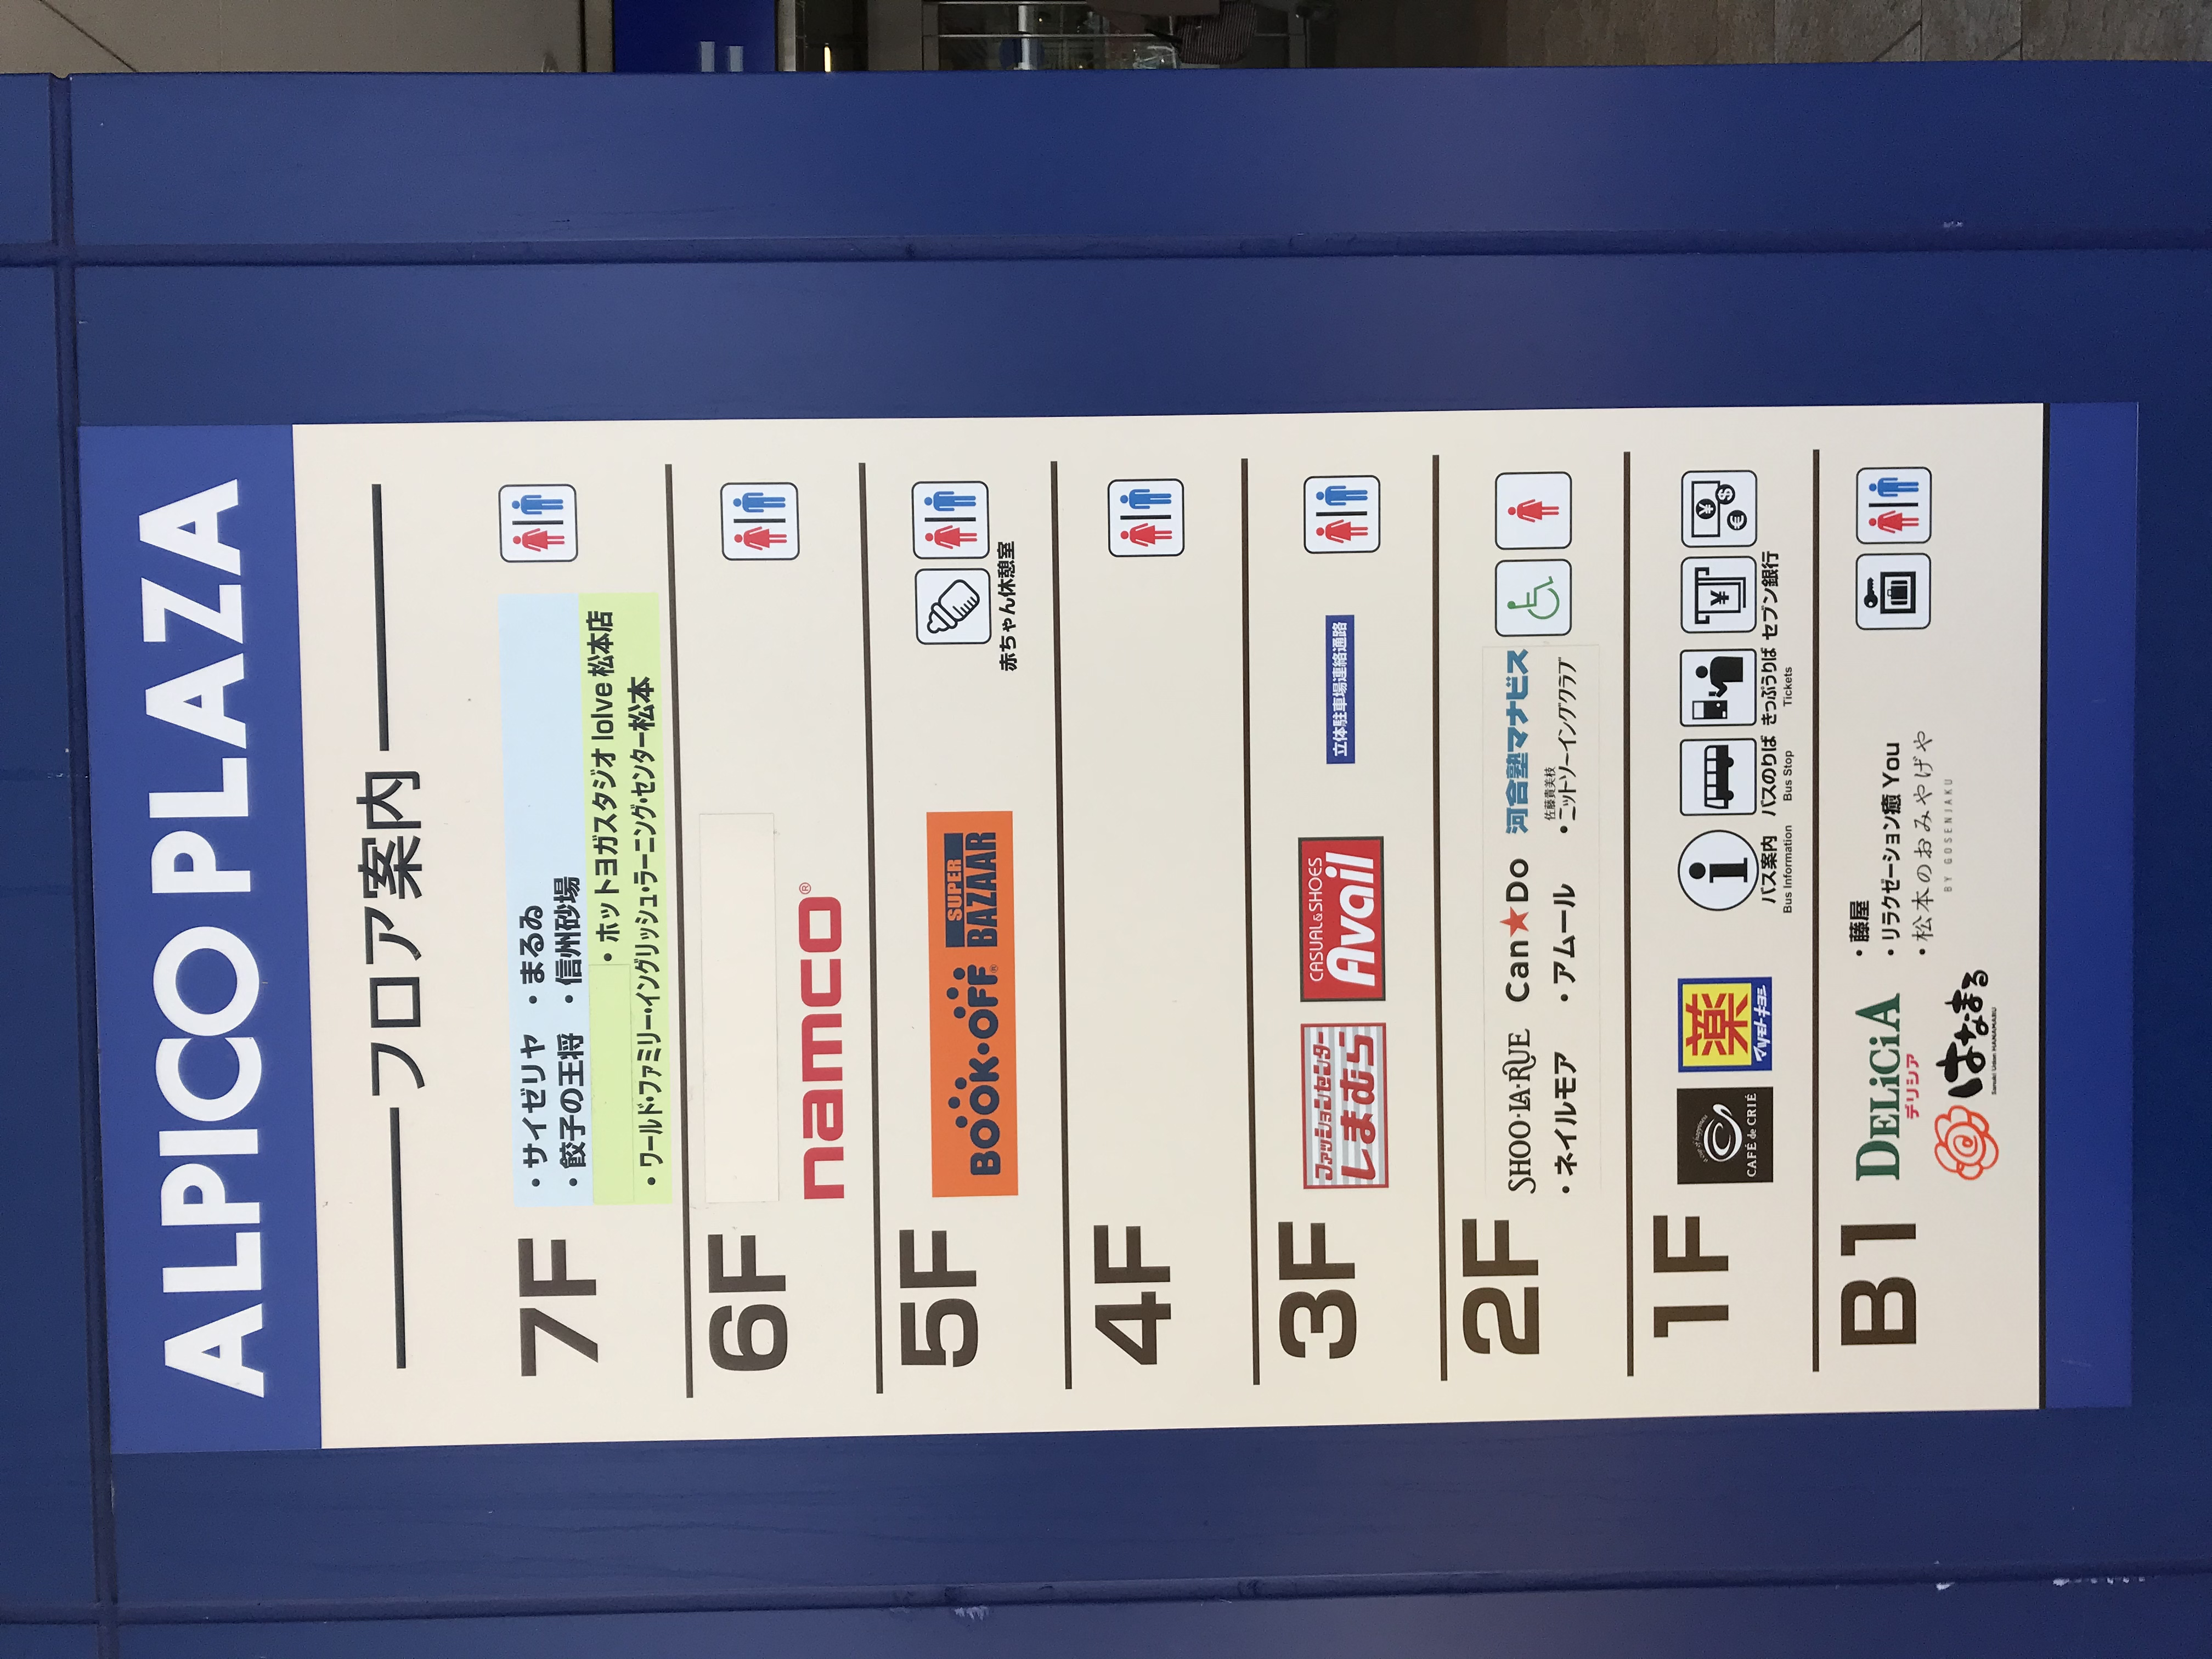 ALPICO PLAZA
フロア案内
7F
・サイゼリヤ ・まるゐ
・餃子の王将 ・信州砂場
・ホットヨガスタジオ loIve 松本店
・ワールド・ファミリー・イングリッシュ・ラーニング・センター松本
6F
namco®
5F
BOOK・OFF® SUPER BAZAAR
赤ちゃん休憩室
4F
3F
ファッションセンター
しまむら
CASUAL & SHOES
Avail
立体駐車場連絡通路
2F
SHOO・LA・RUE Can★Do 河合塾マナビス
・ネイルモア ・アムール ・佐藤貴美枝ニットソーイングクラブ
1F
CAFÉ de CRIÉ
薬
マツモトキヨシ
バス案内 バスのりば きっぷうりば セブン銀行
Bus Information Bus Stop Tickets
B1
DELiCiA
デリシア
はなまる
Sanuki Udon HANAMARU
・藤屋
・リラクゼーション癒 You
・松本のおみやげや
BY GOSENJAKU